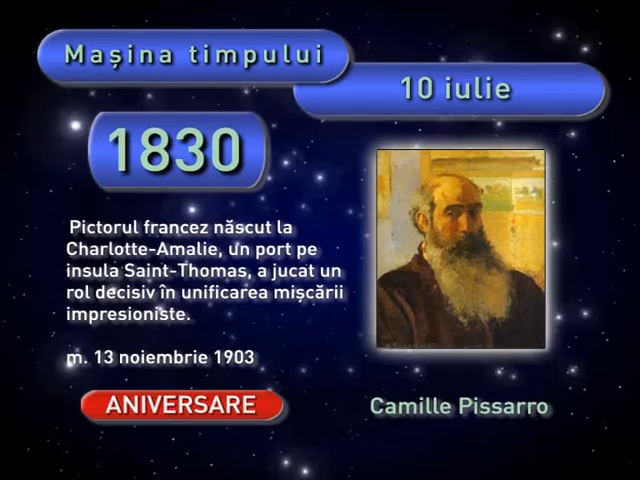 Mașina timpului
10 iulie
1830
Pictorul francez născut la
Charlotte-Amalie, un port pe
insula Saint-Thomas, a jucat un
rol decisiv în unificarea mișcării
impresioniste.
m. 13 noiembrie 1903
ANIVERSARE
Camille Pissarro